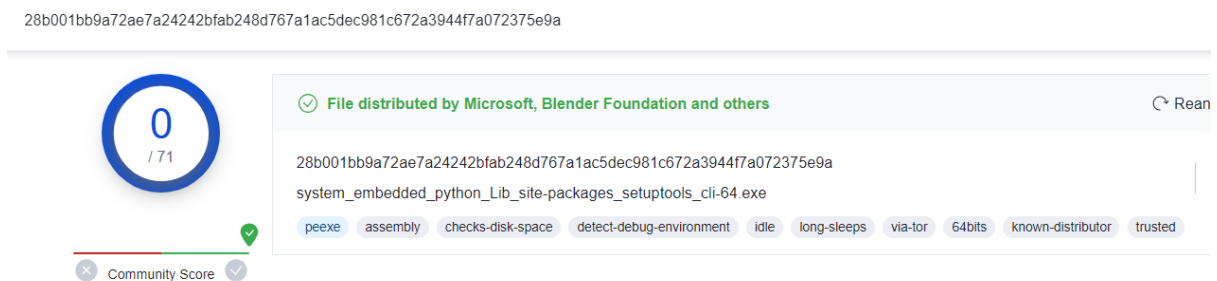 28b001bb9a72ae7a24242bfab248d767a1ac5dec981c672a3944f7a072375e9a
File distributed by Microsoft, Blender Foundation and others
Rean
0
/ 71
28b001bb9a72ae7a24242bfab248d767a1ac5dec981c672a3944f7a072375e9a
system_embedded_python_Lib_site-packages_setuptools_cli-64.exe
peexe assembly checks-disk-space detect-debug-environment idle long-sleeps via-tor 64bits known-distributor trusted
Community Score